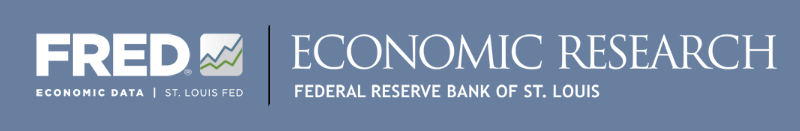 FRED®
ECONOMIC DATA | ST. LOUIS FED
ECONOMIC RESEARCH
FEDERAL RESERVE BANK OF ST. LOUIS